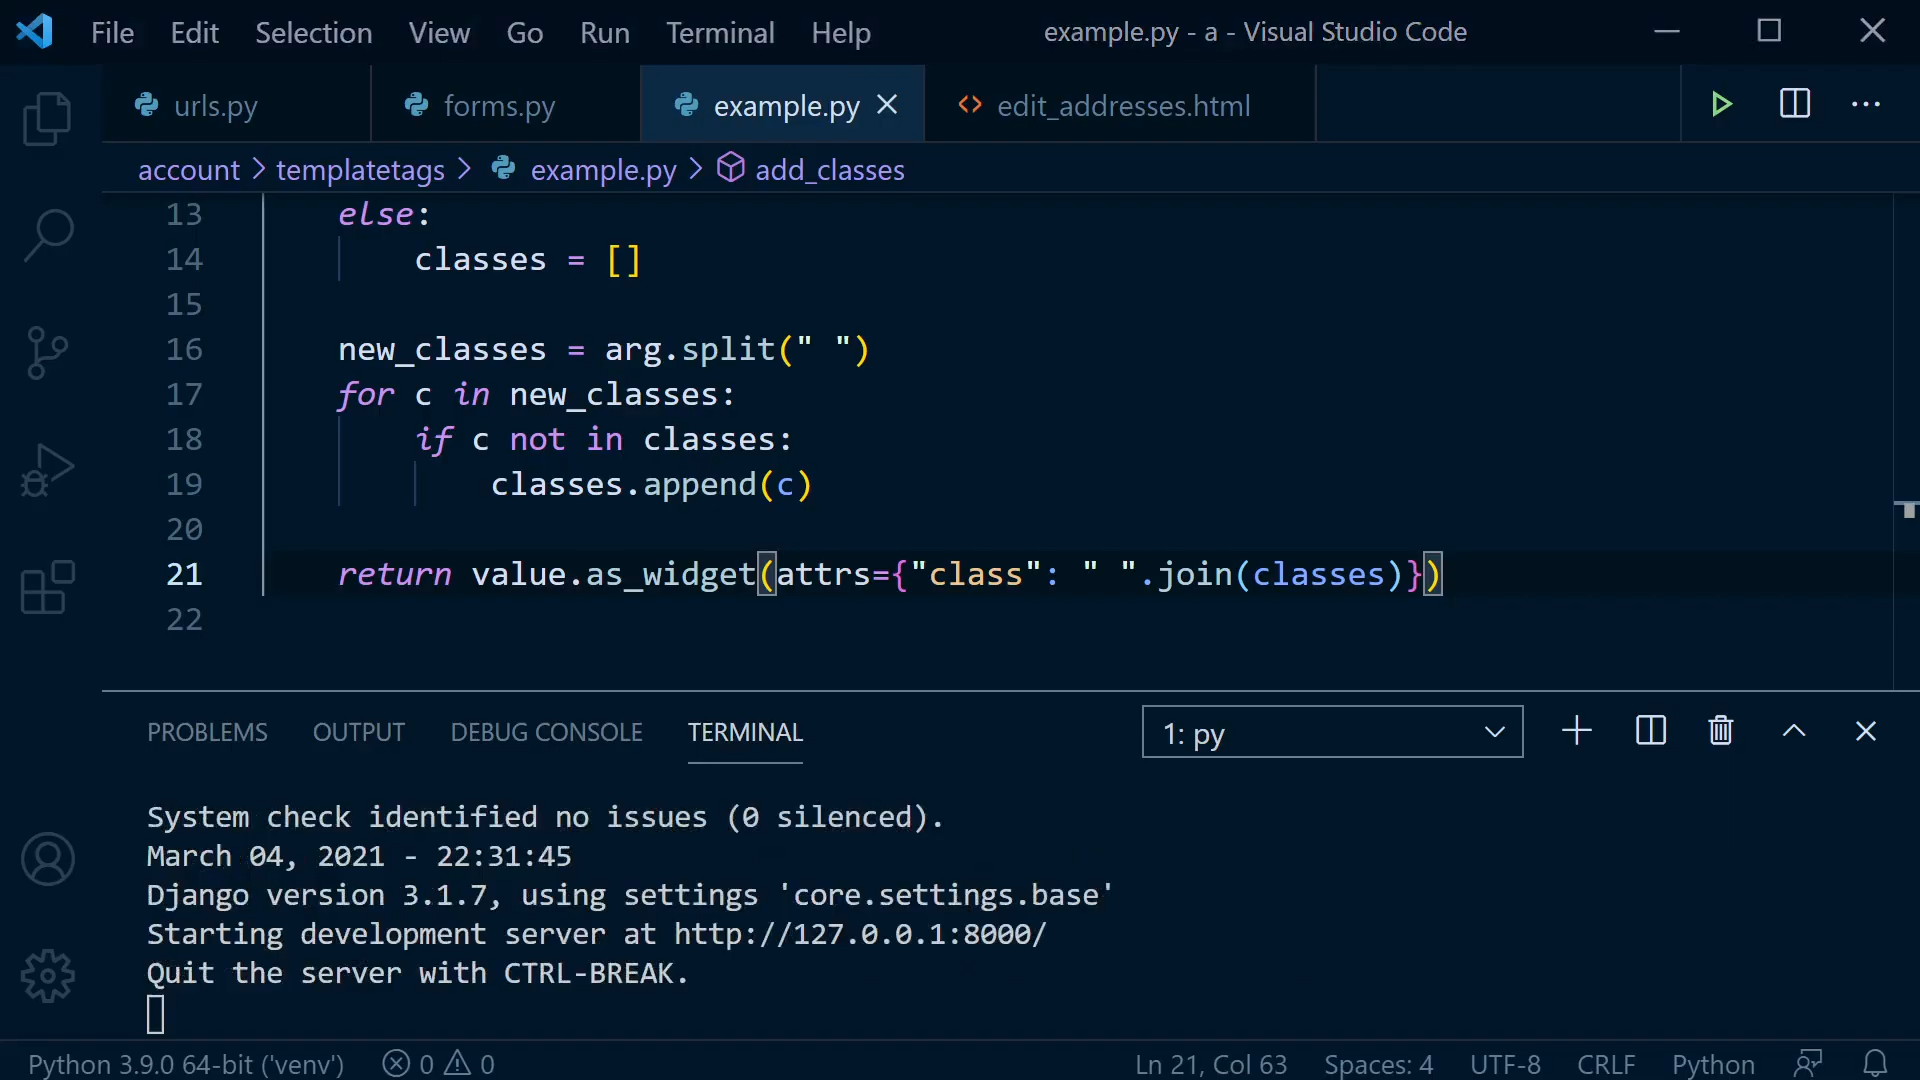 File Edit Selection View Go Run Terminal Help example.py - a - Visual Studio Code
urls.py forms.py example.py edit_addresses.html
account > templatetags > example.py > add_classes
13 else:
14 classes = []
15
16 new_classes = arg.split(" ")
17 for c in new_classes:
18 if c not in classes:
19 classes.append(c)
20
21 return value.as_widget(attrs={"class": " ".join(classes)})
22
PROBLEMS OUTPUT DEBUG CONSOLE TERMINAL 1: py
System check identified no issues (0 silenced).
March 04, 2021 - 22:31:45
Django version 3.1.7, using settings 'core.settings.base'
Starting development server at http://127.0.0.1:8000/
Quit the server with CTRL-BREAK.
Python 3.9.0 64-bit ('venv') 0 0 Ln 21, Col 63 Spaces: 4 UTF-8 CRLF Python